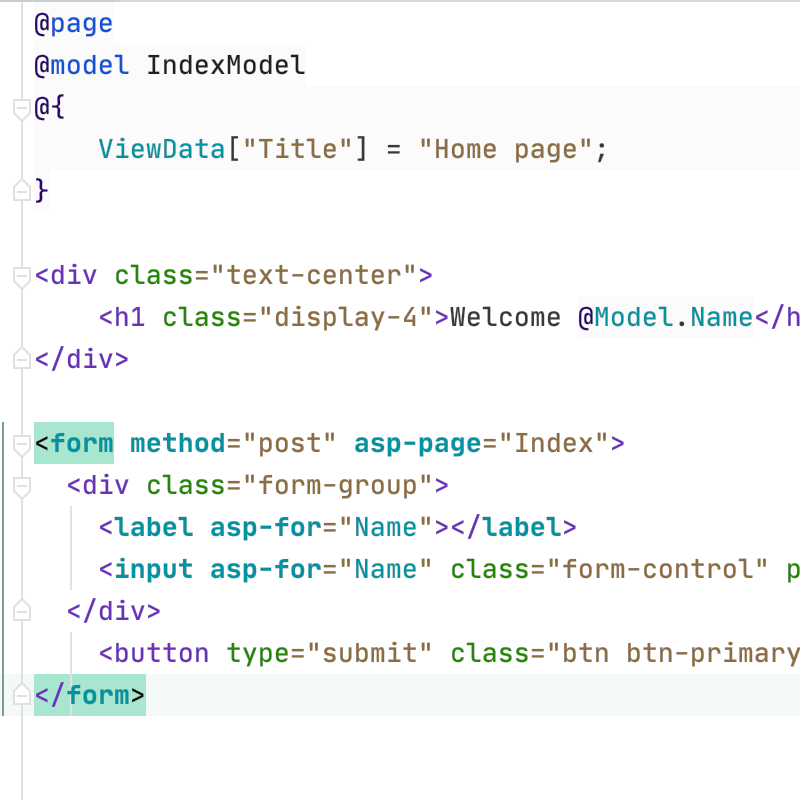 @page
@model IndexModel
@{
    ViewData["Title"] = "Home page";
}
<div class="text-center">
    <h1 class="display-4">Welcome @Model.Name</h
</div>
<form method="post" asp-page="Index">
  <div class="form-group">
    <label asp-for="Name"></label>
    <input asp-for="Name" class="form-control" p
  </div>
    <button type="submit" class="btn btn-primary
</form>